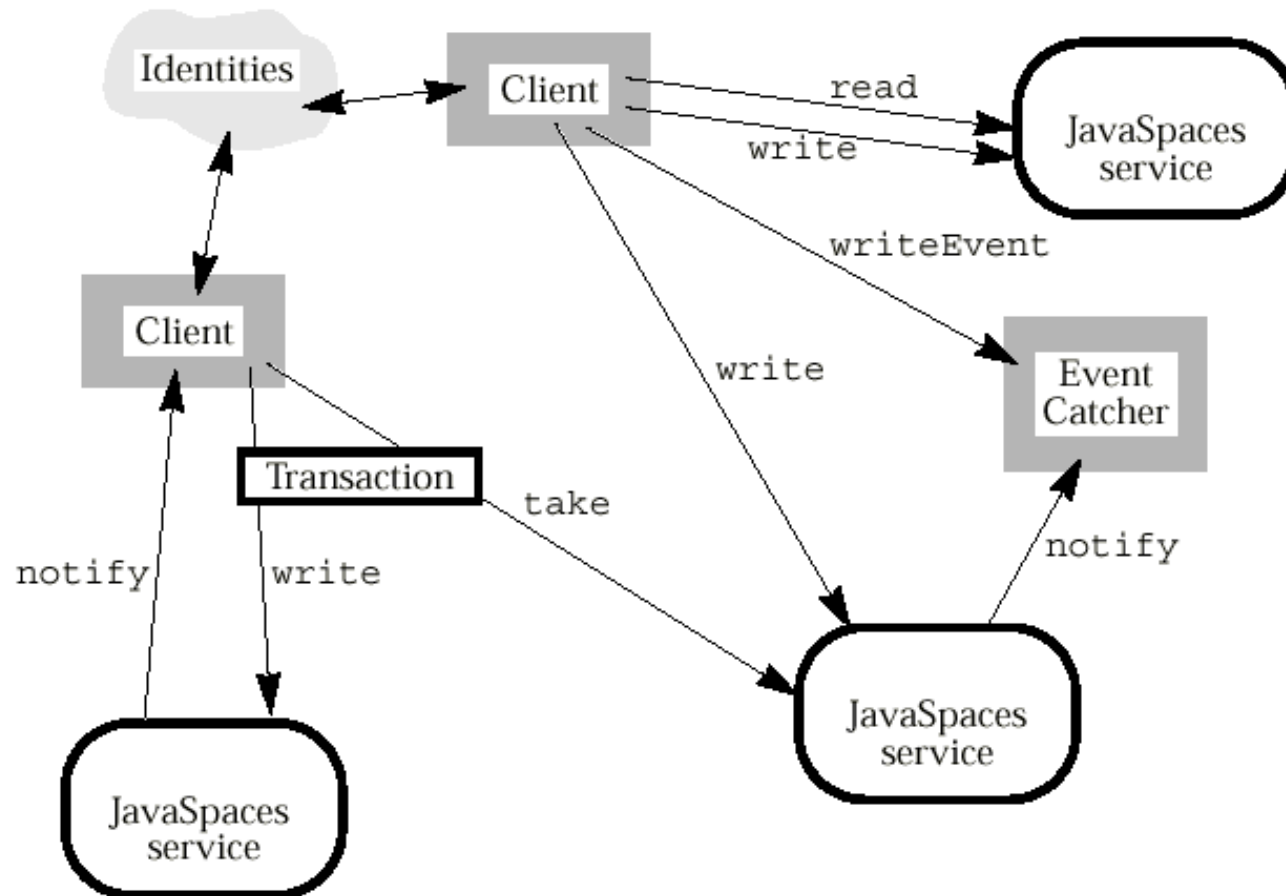 Identities
Client
read
write
JavaSpaces
service
writeEvent
Client
write
Event
Catcher
Transaction
take
notify
write
notify
JavaSpaces
service
JavaSpaces
service